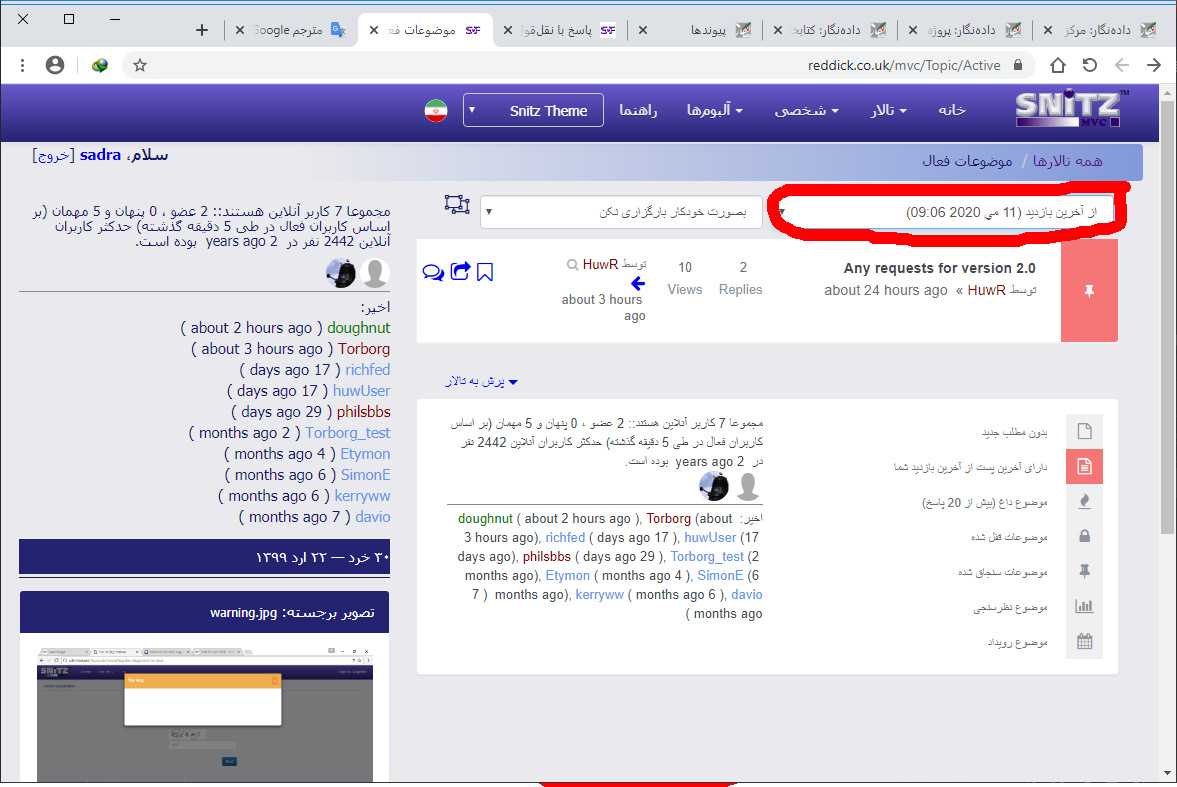 داده‌نگار: مرکز
داده‌نگار: پروژه
داده‌نگار: کتابخ
پیوندها
پاسخ با نقل‌قول
موضوعات فع
مترجم Google
reddick.co.uk/mvc/Topic/Active
SNiTZ MVC™
خانه
تالار
شخصی
آلبوم‌ها
راهنما
Snitz Theme
همه تالارها / موضوعات فعال
سلام, sadra [خروج]
از آخرین بازدید (11 می 2020 09:06)
بصورت خودکار بارگزاری نکن
Any requests for version 2.0
توسط HuwR » about 24 hours ago
2
Replies
10
Views
توسط HuwR
about 3 hours
ago
پرش به تالار
بدون مطلب جدید
دارای آخرین پست از آخرین بازدید شما
موضوع داغ (بیش از 20 پاسخ)
موضوعات قفل شده
موضوعات سنجاق شده
موضوع نظرسنجی
موضوع رویداد
مجموعا 7 کاربر آنلاین هستند:: 2 عضو ، 0 پنهان و 5 مهمان (بر اساس
کاربران فعال در طی 5 دقیقه گذشته) حدکثر کاربران آنلاین 2442 نفر
در 2 years ago بوده است.
اخیر: doughnut ( about 2 hours ago ), Torborg (about
3 hours ago), richfed ( days ago 17 ), huwUser (17
days ago), philsbbs ( days ago 29 ), Torborg_test (2
months ago), Etymon ( months ago 4 ), SimonE (6
months ago), kerryww ( months ago 6 ), davio ( 7
months ago )
مجموعا 7 کاربر آنلاین هستند:: 2 عضو ، 0 پنهان و 5 مهمان (بر
اساس کاربران فعال در طی 5 دقیقه گذشته) حدکثر کاربران
آنلاین 2442 نفر در 2 years ago بوده است.
اخیر:
doughnut ( about 2 hours ago )
Torborg ( about 3 hours ago )
richfed ( days ago 17 )
huwUser ( days ago 17 )
philsbbs ( days ago 29 )
Torborg_test ( months ago 2 )
Etymon ( months ago 4 )
SimonE ( months ago 6 )
kerryww ( months ago 6 )
davio ( months ago 7 )
۳۰ خرد — ۲۲ ارد ۱۳۹۹
تصویر برجسته: warning.jpg
SNiTZ
Warning